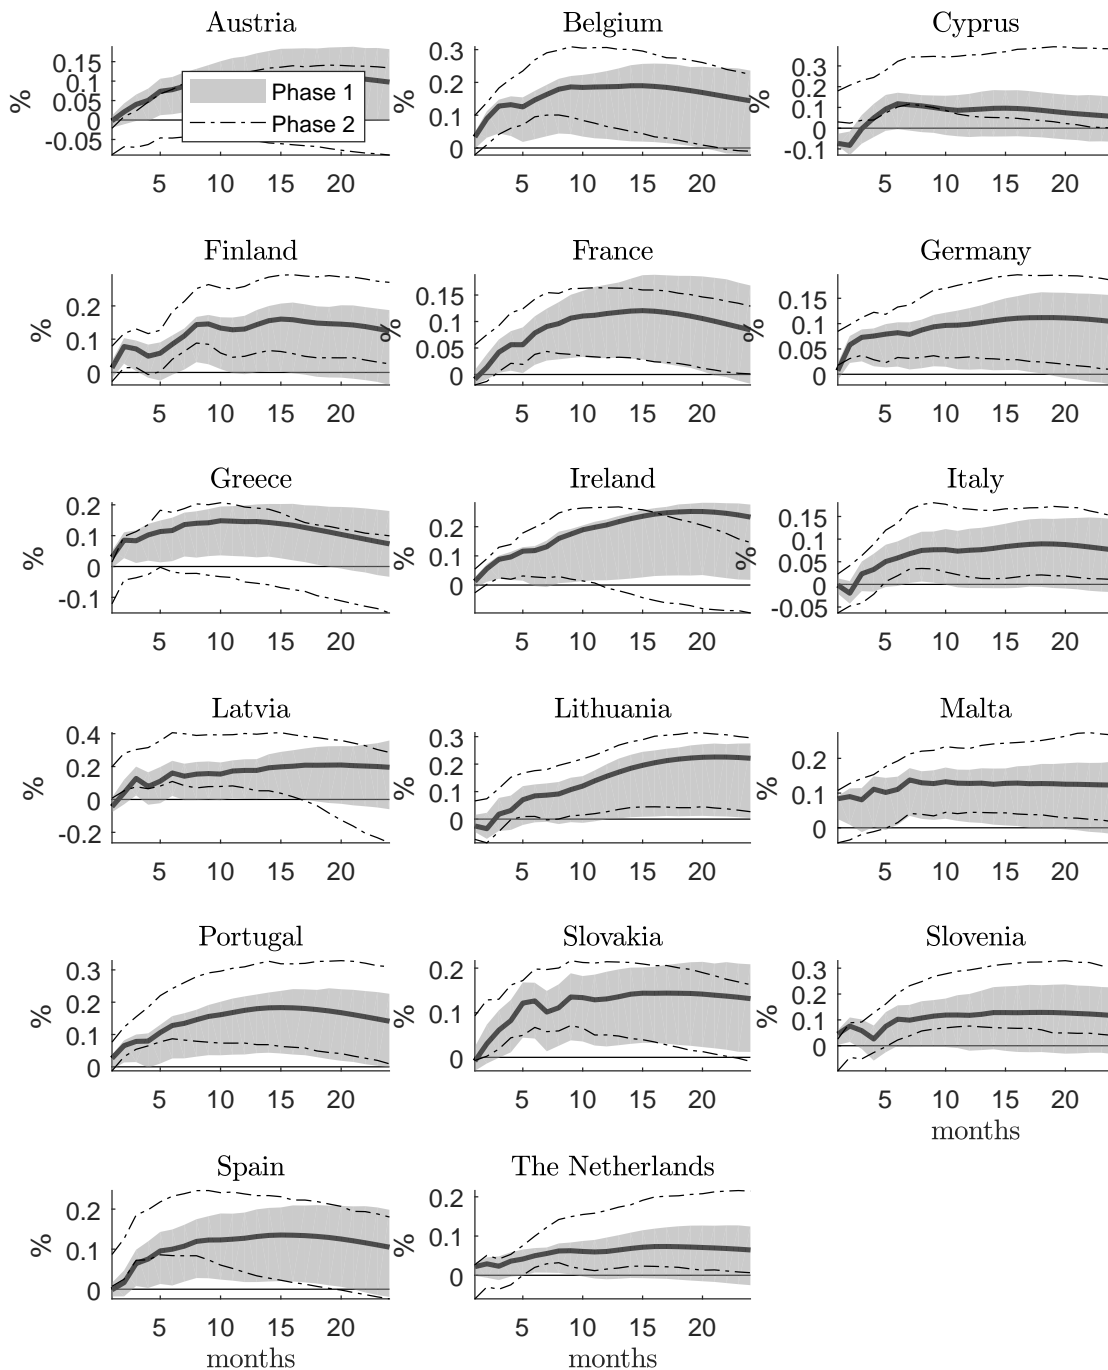 Austria
Belgium
Cyprus
%
0.15
0.1
0.05
0
-0.05
Phase 1
Phase 2
5 10 15 20
%
0.3
0.2
0.1
0
5 10 15 20
%
0.3
0.2
0.1
0
-0.1
5 10 15 20
Finland
France
Germany
%
0.2
0.1
0
5 10 15 20
%
0.15
0.1
0.05
0
5 10 15 20
%
0.15
0.1
0.05
0
5 10 15 20
Greece
Ireland
Italy
%
0.2
0.1
0
-0.1
5 10 15 20
%
0.2
0.1
0
5 10 15 20
%
0.15
0.1
0.05
0
-0.05
5 10 15 20
Latvia
Lithuania
Malta
%
0.4
0.2
0
-0.2
5 10 15 20
%
0.3
0.2
0.1
0
5 10 15 20
%
0.2
0.1
0
5 10 15 20
Portugal
Slovakia
Slovenia
%
0.3
0.2
0.1
0
5 10 15 20
%
0.2
0.1
0
5 10 15 20
%
0.3
0.2
0.1
0
5 10 15 20
months
Spain
The Netherlands
%
0.2
0.1
0
5 10 15 20
months
%
0.2
0.1
0
5 10 15 20
months